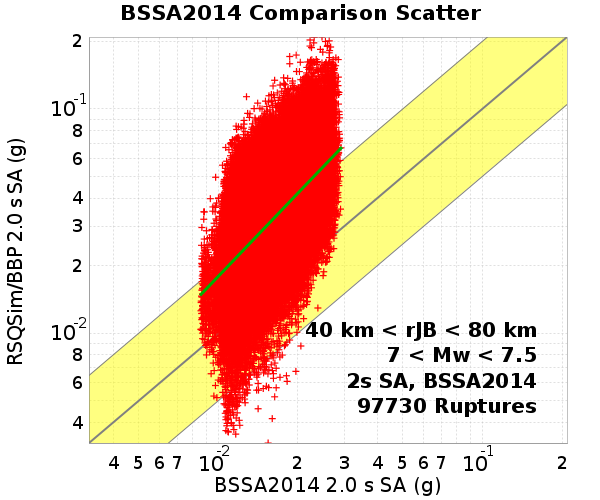 BSSA2014 Comparison Scatter
RSQSim/BBP 2.0 s SA (g)
2
10-1
8
6
4
3
2
10-2
8
6
4
40 km < rJB < 80 km
7 < Mw < 7.5
2s SA, BSSA2014
97730 Ruptures
4 5 6 7 10-2 2 3 4 5 6 7 10-1 2
BSSA2014 2.0 s SA (g)